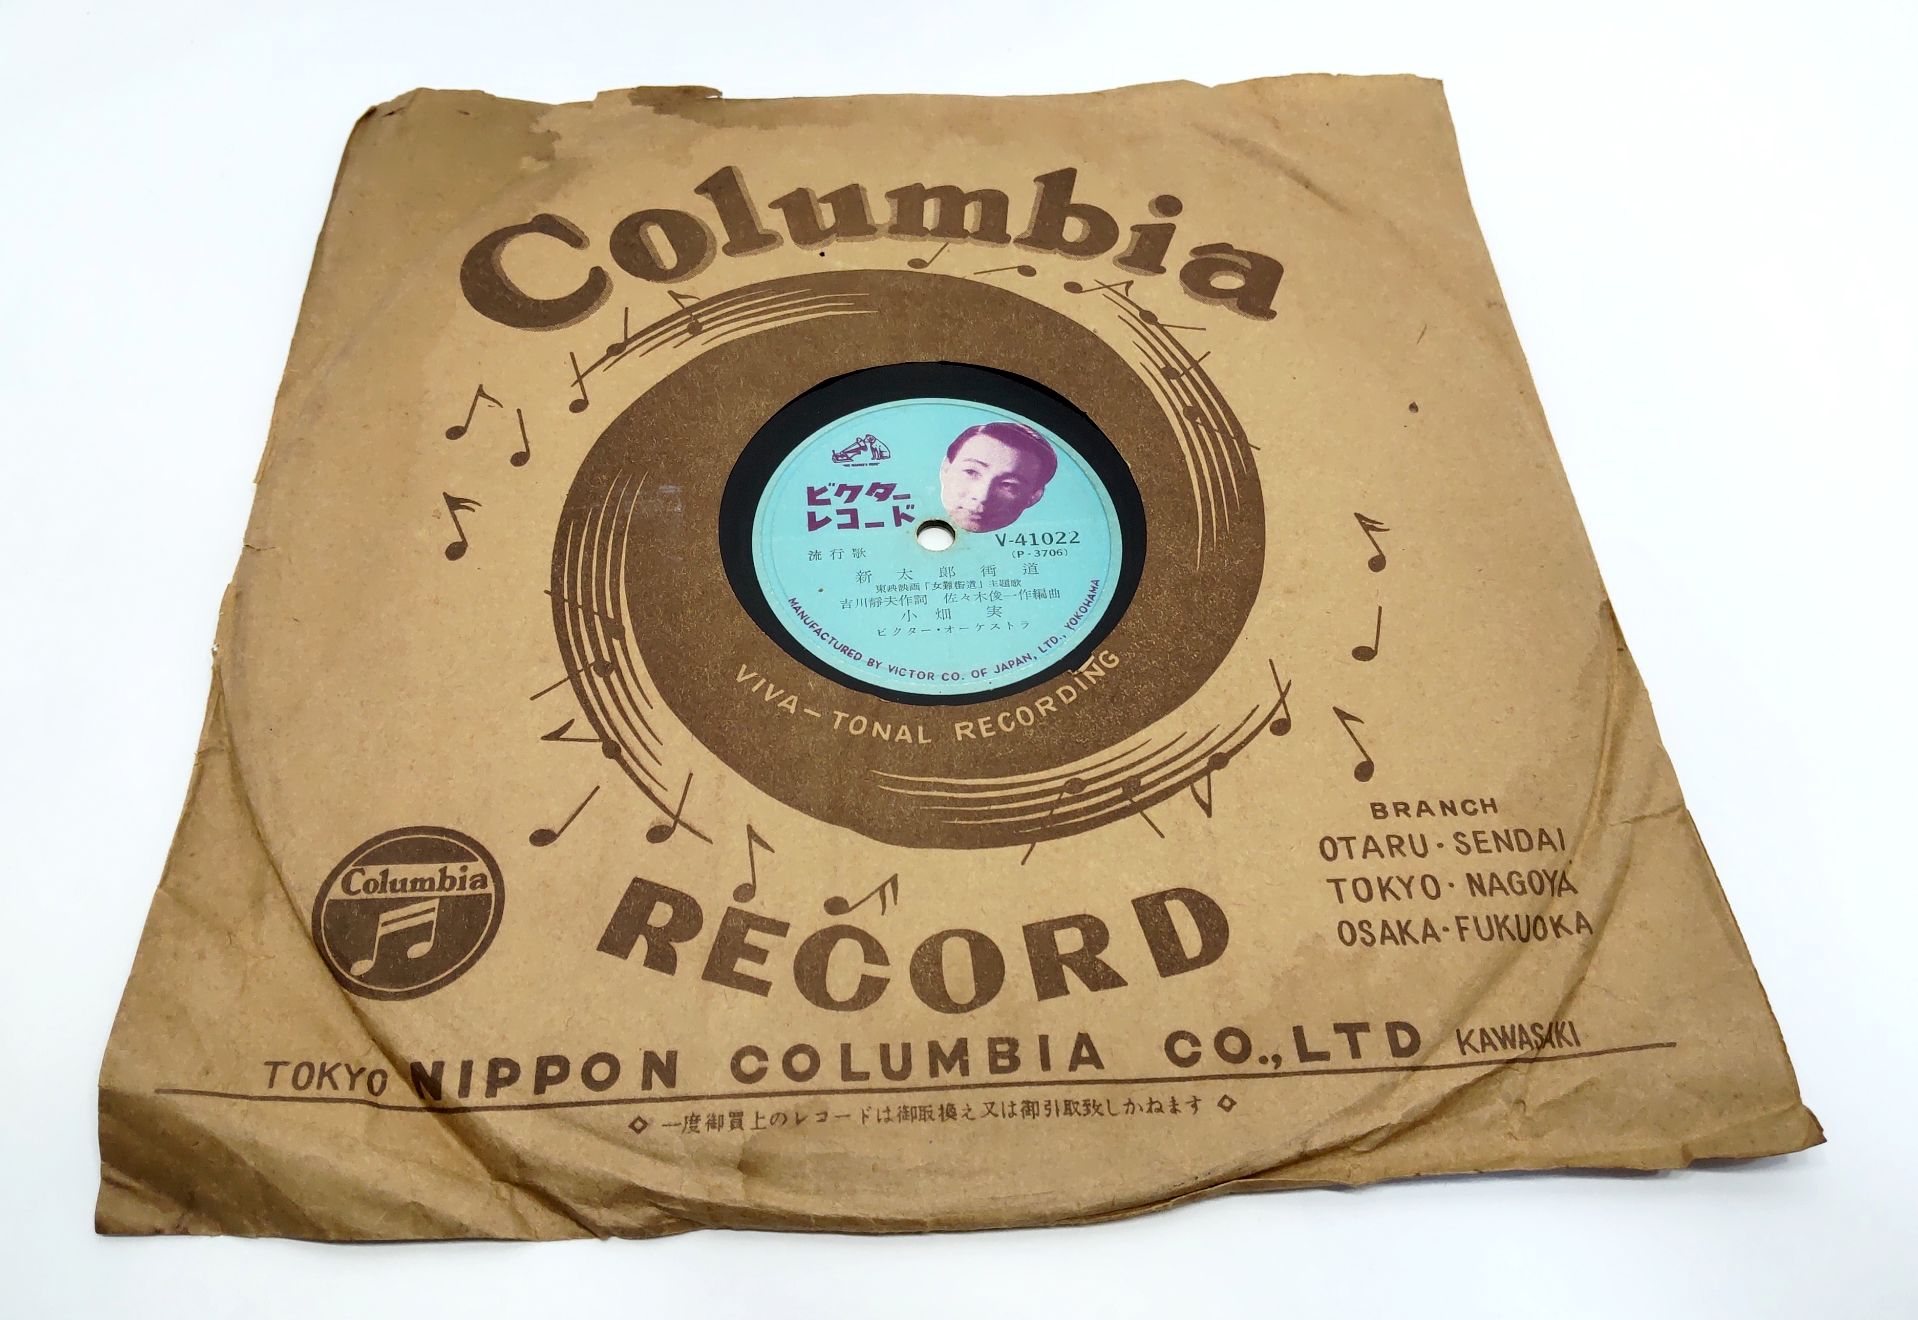 Columbia
"HIS MASTER'S VOICE"
ビクター
レコード
V-41022
(P-3706)
流行歌
新太郎街道
東映映画「女難街道」主題歌
吉川靜夫作詞 佐々木俊一作編曲
小畑実
ビクター・オーケストラ
MANUFACTURED BY VICTOR CO. OF JAPAN, LTD., YOKOHAMA
VIVA-TONAL RECORDING
BRANCH
OTARU・SENDAI
TOKYO・NAGOYA
OSAKA・FUKUOKA
Columbia
RECORD
TOKYO NIPPON COLUMBIA CO., LTD KAWASAKI
◇ 一度御買上のレコードは御取換え又は御引取致しかねます ◇